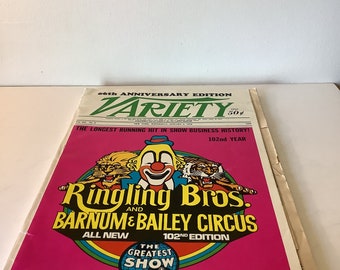 66th ANNIVERSARY EDITION
VARIETY
50¢
THE LONGEST RUNNING HIT IN SHOW BUSINESS HISTORY!
102nd YEAR
Ringling Bros.
AND
BARNUM & BAILEY CIRCUS
ALL NEW 102ND EDITION
THE
GREATEST
SHOW